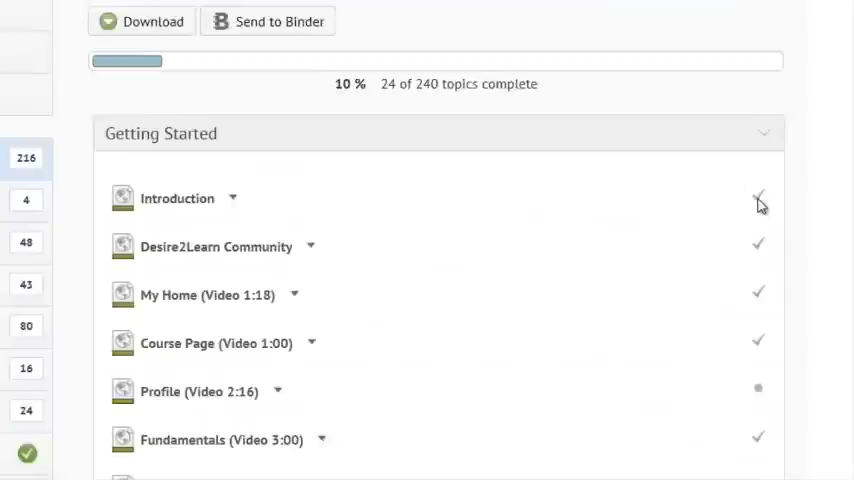 Download Send to Binder
10 % 24 of 240 topics complete
Getting Started
216
Introduction
4
Desire2Learn Community
48
My Home (Video 1:18)
43
Course Page (Video 1:00)
80
16
Profile (Video 2:16)
24
Fundamentals (Video 3:00)